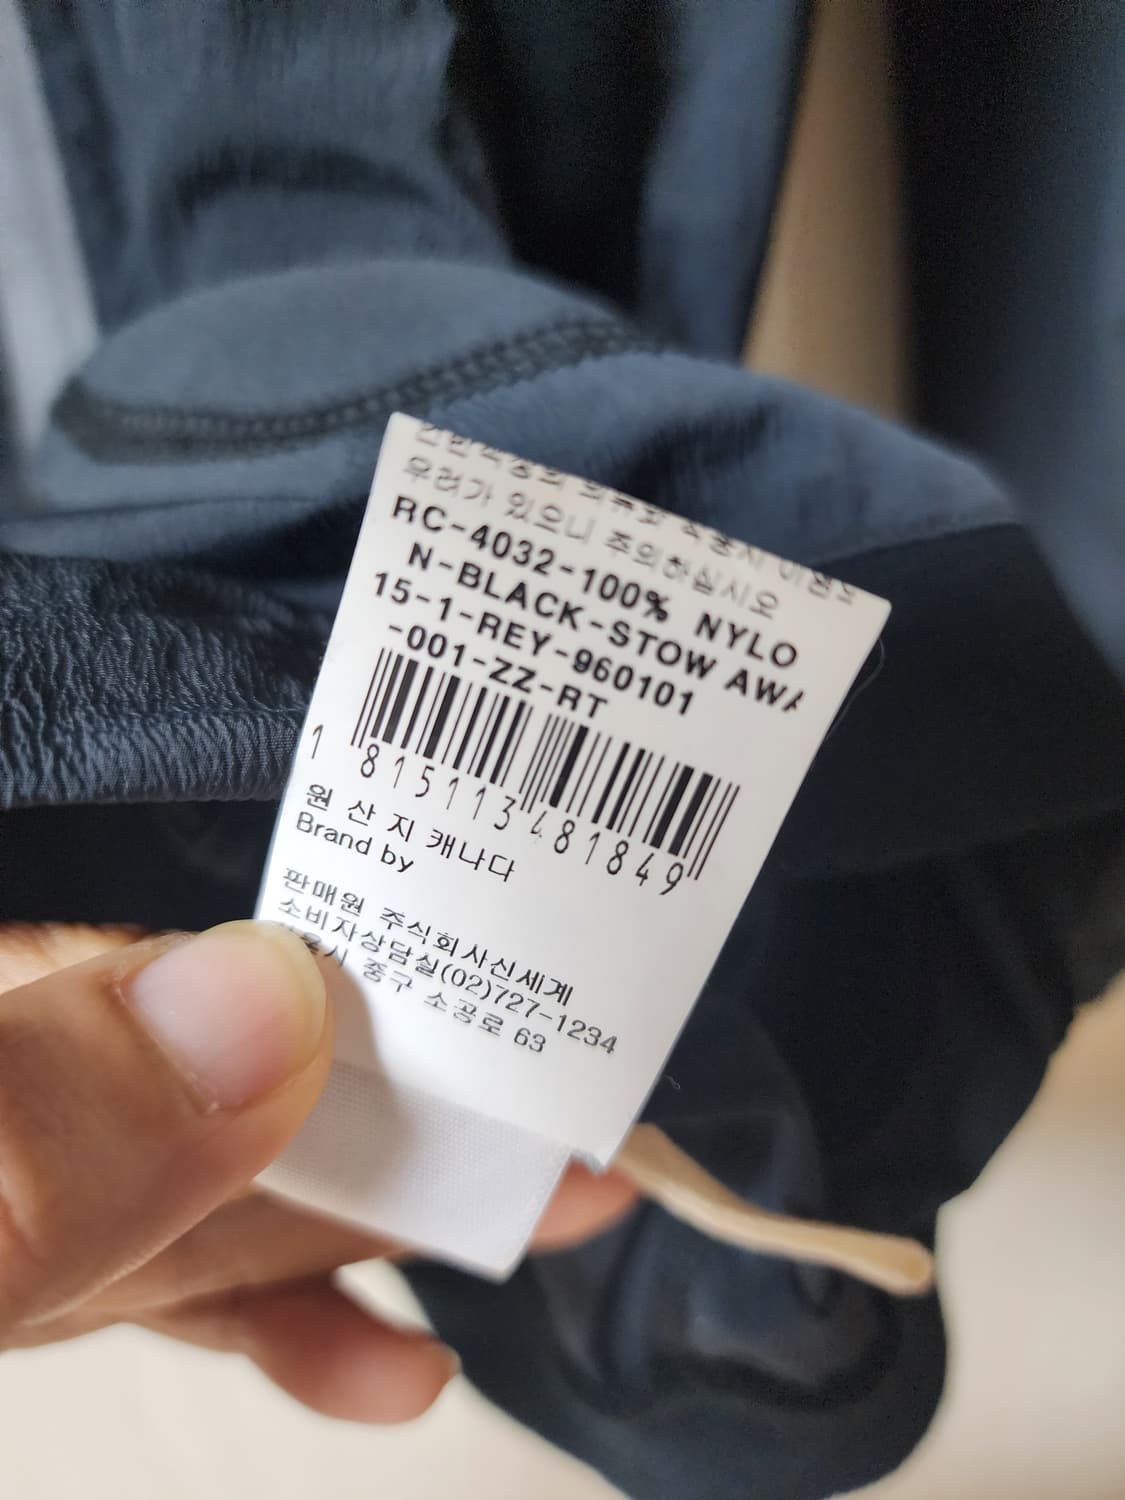 우려가 있으니 주의하십시오
RC-4032-100% NYLO
N-BLACK-STOW AWA
15-1-REY-960101
-001-ZZ-RT
1 815113 481849
원 산 지 캐나다
Brand by
판매원 주식회사신세계
소비자상담실(02)727-1234
중구 소공로 63